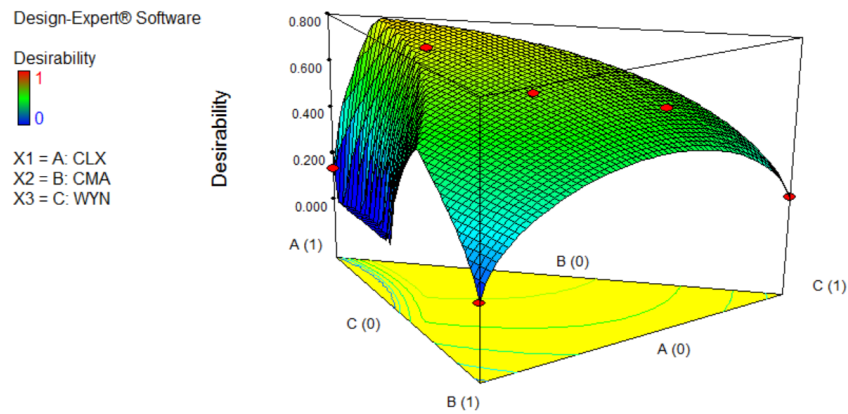 Design-Expert® Software
Desirability
1
0
X1 = A: CLX
X2 = B: CMA
X3 = C: WYN
Desirability
0.800
0.600
0.400
0.200
0.000
A (1)
B (0)
C (1)
C (0)
A (0)
B (1)